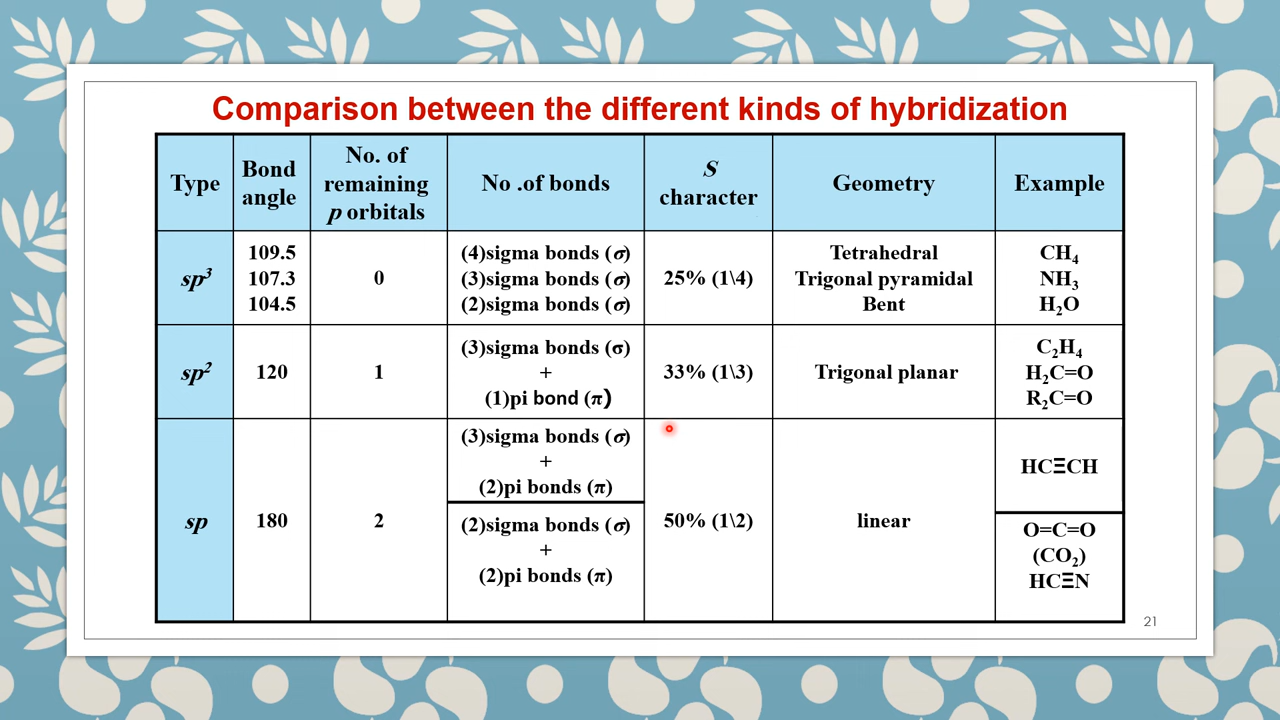 Comparison between the different kinds of hybridization
Type
Bond
angle
No. of
remaining
p orbitals
No .of bonds
S
character
Geometry
Example
sp³
109.5
107.3
104.5
0
(4)sigma bonds (σ)
(3)sigma bonds (σ)
(2)sigma bonds (σ)
25% (1\4)
Tetrahedral
Trigonal pyramidal
Bent
CH₄
NH₃
H₂O
sp²
120
1
(3)sigma bonds (σ)
+
(1)pi bond (π)
33% (1\3)
Trigonal planar
C₂H₄
H₂C=O
R₂C=O
sp
180
2
(3)sigma bonds (σ)
+
(2)pi bonds (π)
(2)sigma bonds (σ)
+
(2)pi bonds (π)
50% (1\2)
linear
HCΞCH
O=C=O
(CO₂)
HCΞN
21